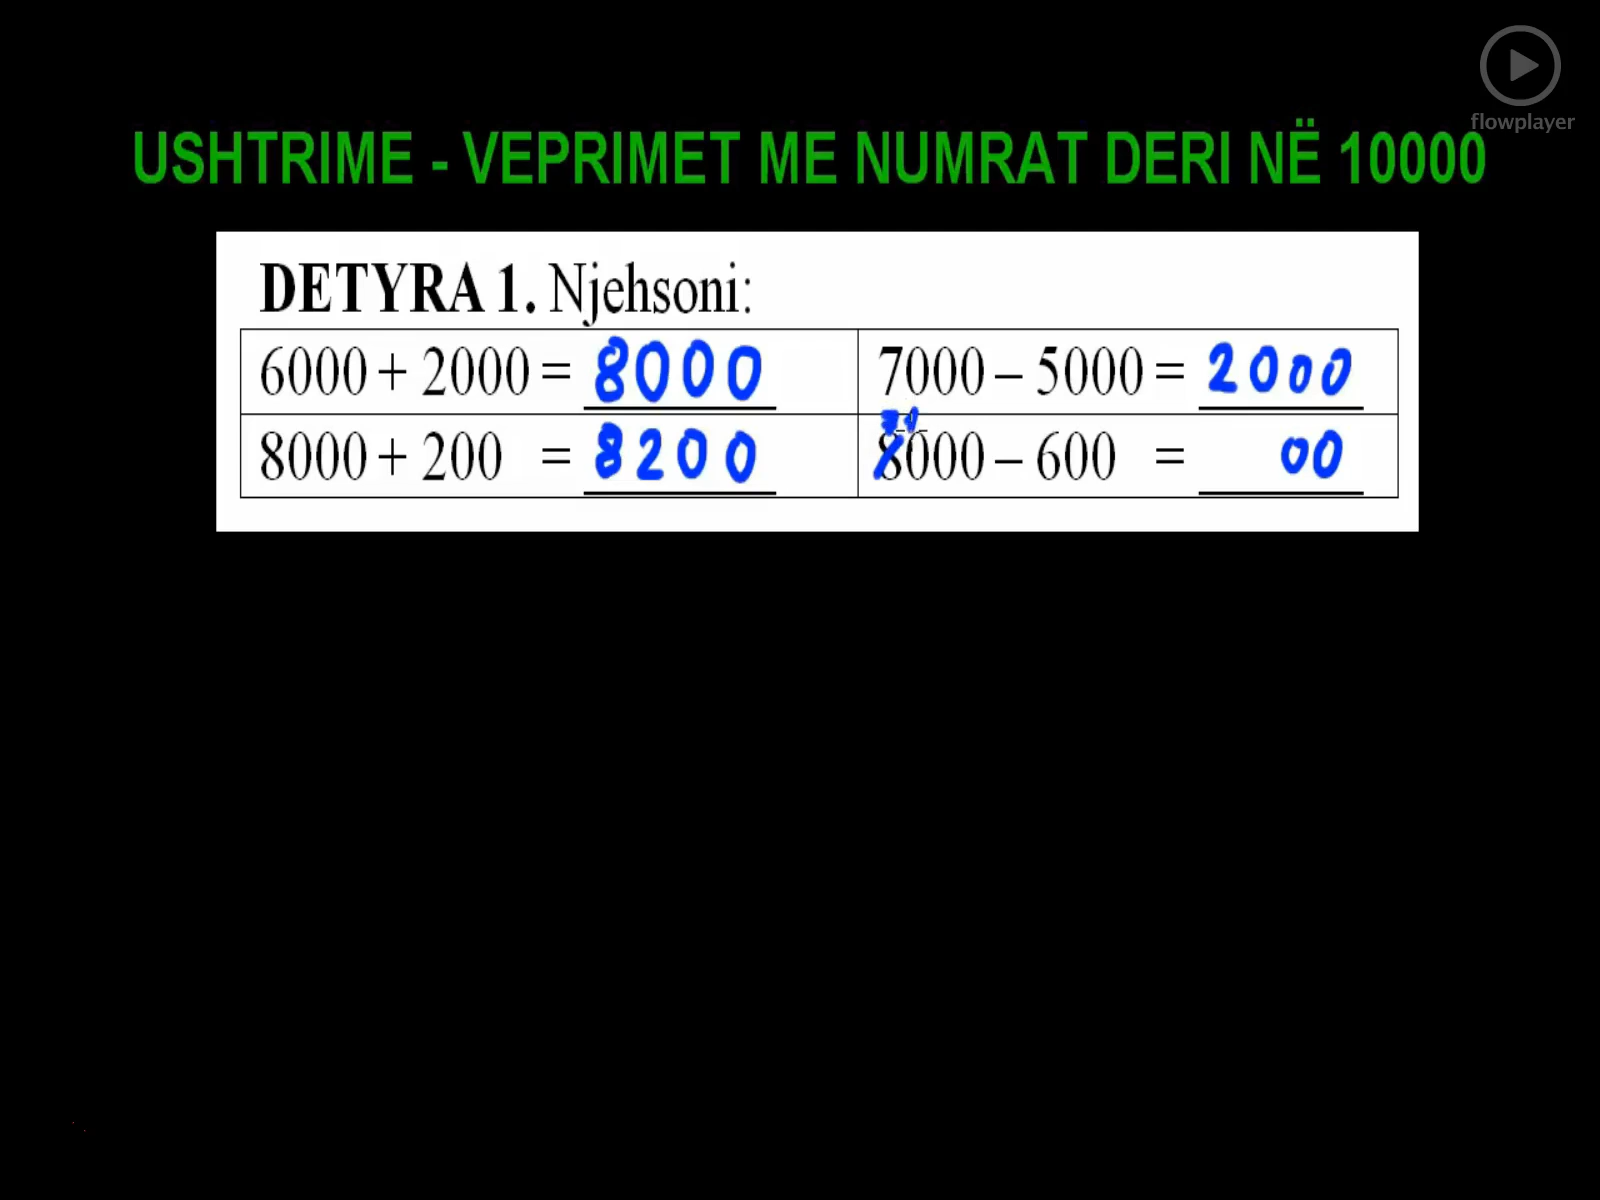 flowplayer
USHTRIME - VEPRIMET ME NUMRAT DERI NË 10000
DETYRA 1. Njehsoni:
6000 + 2000 = 8000
7000 – 5000 = 2000
8000 + 200 = 8200
71
8000 – 600 = 00